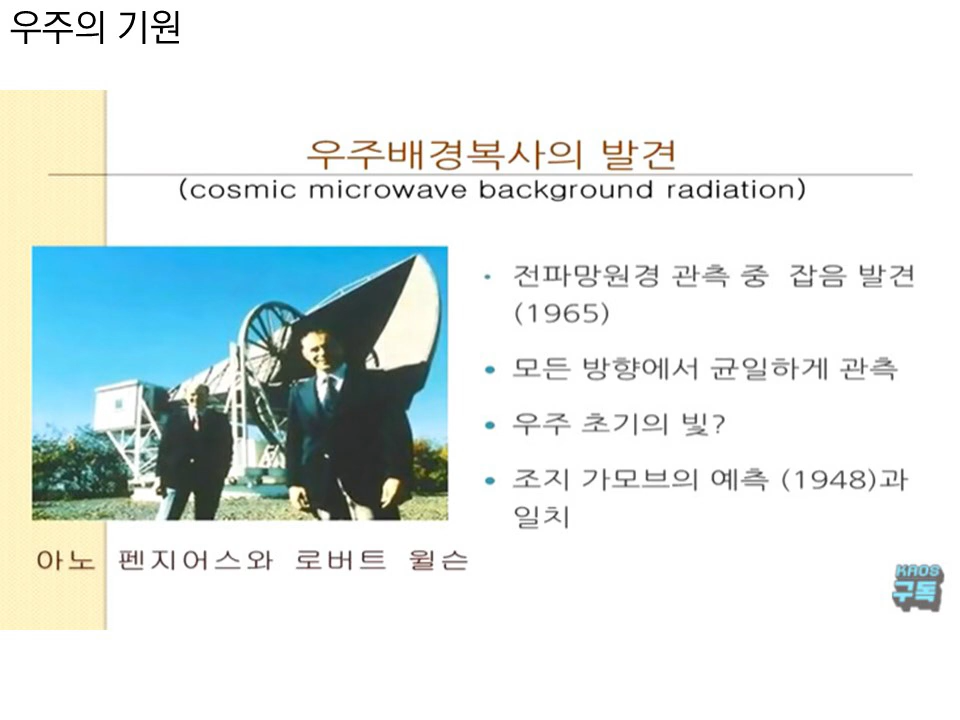 우주의 기원
우주배경복사의 발견
(cosmic microwave background radiation)
• 전파망원경 관측 중 잡음 발견
(1965)
• 모든 방향에서 균일하게 관측
• 우주 초기의 빛?
• 조지 가모브의 예측 (1948)과
일치
아노 펜지어스와 로버트 윌슨
KAOS
구독